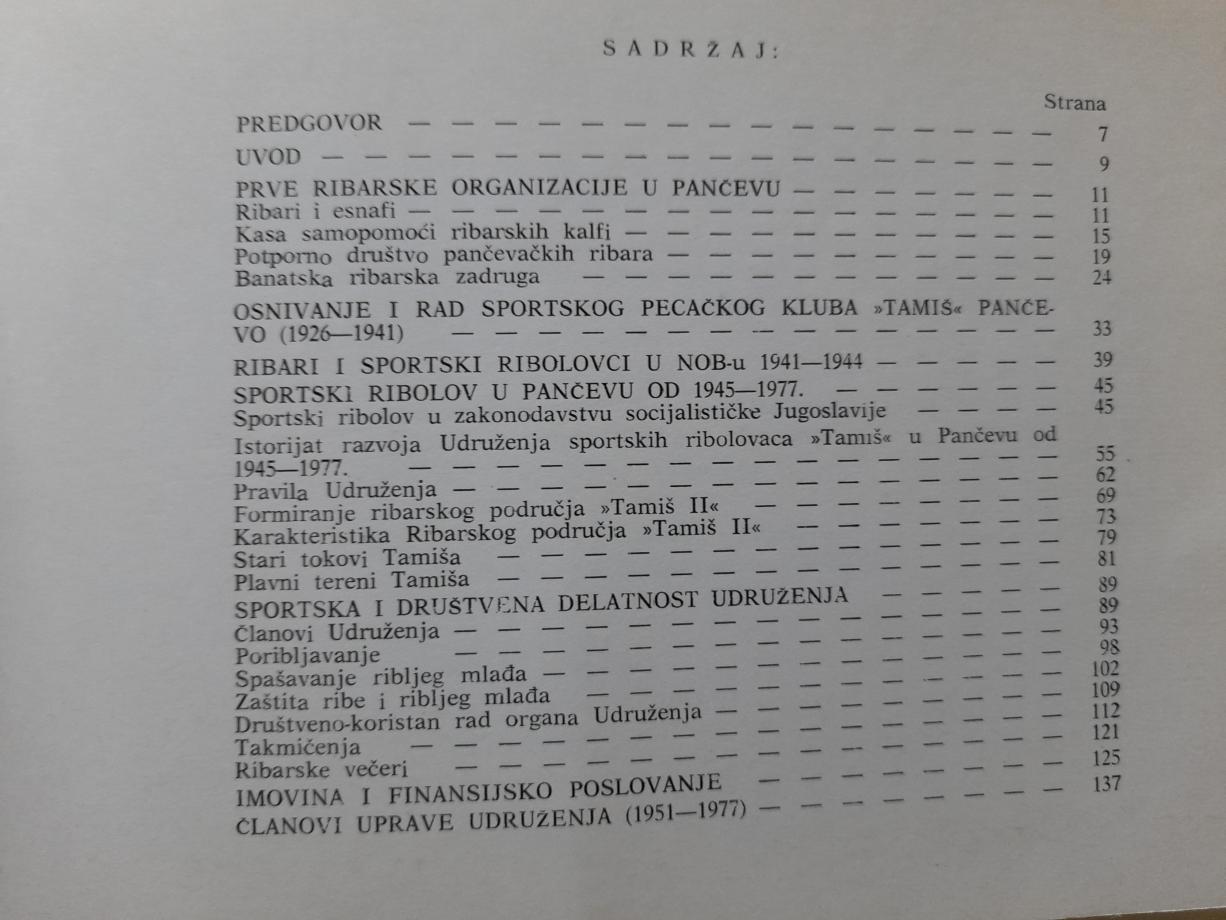 SADRŽAJ:
Strana
PREDGOVOR — — — — — — — — — — — — — — — 7
UVOD — — — — — — — — — — — — — — — — — 9
PRVE RIBARSKE ORGANIZACIJE U PANČEVU — — — — — — — 11
Ribari i esnafi — — — — — — — — — — — — — — — 11
Kasa samopomoći ribarskih kalfi — — — — — — — — — — 15
Potporno društvo pančevačkih ribara — — — — — — — — — 19
Banatska ribarska zadruga — — — — — — — — — — — 24
OSNIVANJE I RAD SPORTSKOG PECAČKOG KLUBA »TAMIŠ« PANČE-
VO (1926—1941) — — — — — — — — — — — — — — 33
RIBARI I SPORTSKI RIBOLOVCI U NOB-u 1941—1944 — — — — — 39
SPORTSKI RIBOLOV U PANČEVU OD 1945—1977. — — — — — — 45
Sportski ribolov u zakonodavstvu socijalističke Jugoslavije — — — — 45
Istorijat razvoja Udruženja sportskih ribolovaca »Tamiš« u Pančevu od
1945—1977. — — — — — — — — — — — — — — — 55
Pravila Udruženja — — — — — — — — — — — — — — 62
Formiranje ribarskog područja »Tamiš II« — — — — — — — 69
Karakteristika Ribarskog područja »Tamiš II« — — — — — — 73
Stari tokovi Tamiša — — — — — — — — — — — — — 79
Plavni tereni Tamiša — — — — — — — — — — — — — 81
SPORTSKA I DRUŠTVENA DELATNOST UDRUŽENJA — — — — — 89
Članovi Udruženja — — — — — — — — — — — — — — 89
Poribljavanje — — — — — — — — — — — — — — 93
Spašavanje ribljeg mlađa — — — — — — — — — — — — 98
Zaštita ribe i ribljeg mlađa — — — — — — — — — — — 102
Društveno-koristan rad organa Udruženja — — — — — — — — 109
Takmičenja — — — — — — — — — — — — — — — 112
Ribarske večeri — — — — — — — — — — — — — — 121
IMOVINA I FINANSIJSKO POSLOVANJE — — — — — — — 125
ČLANOVI UPRAVE UDRUŽENJA (1951—1977) — — — — — — — 137